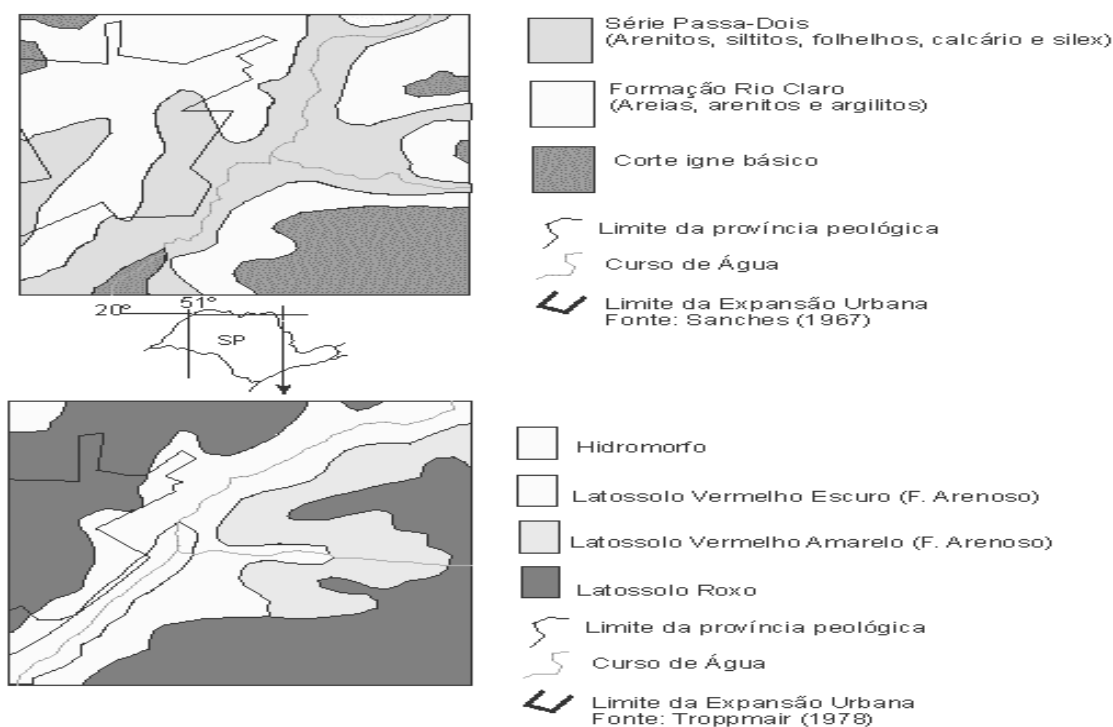 Série Passa-Dois
(Arenitos, siltitos, folhelhos, calcário e silex)
Formação Rio Claro
(Areias, arenitos e argilitos)
Corte igne básico
Limite da província peológica
Curso de Água
Limite da Expansão Urbana
Fonte: Sanches (1967)
20º
51º
SP
Hidromorfo
Latossolo Vermelho Escuro (F. Arenoso)
Latossolo Vermelho Amarelo (F. Arenoso)
Latossolo Roxo
Limite da província peológica
Curso de Água
Limite da Expansão Urbana
Fonte: Troppmair (1978)